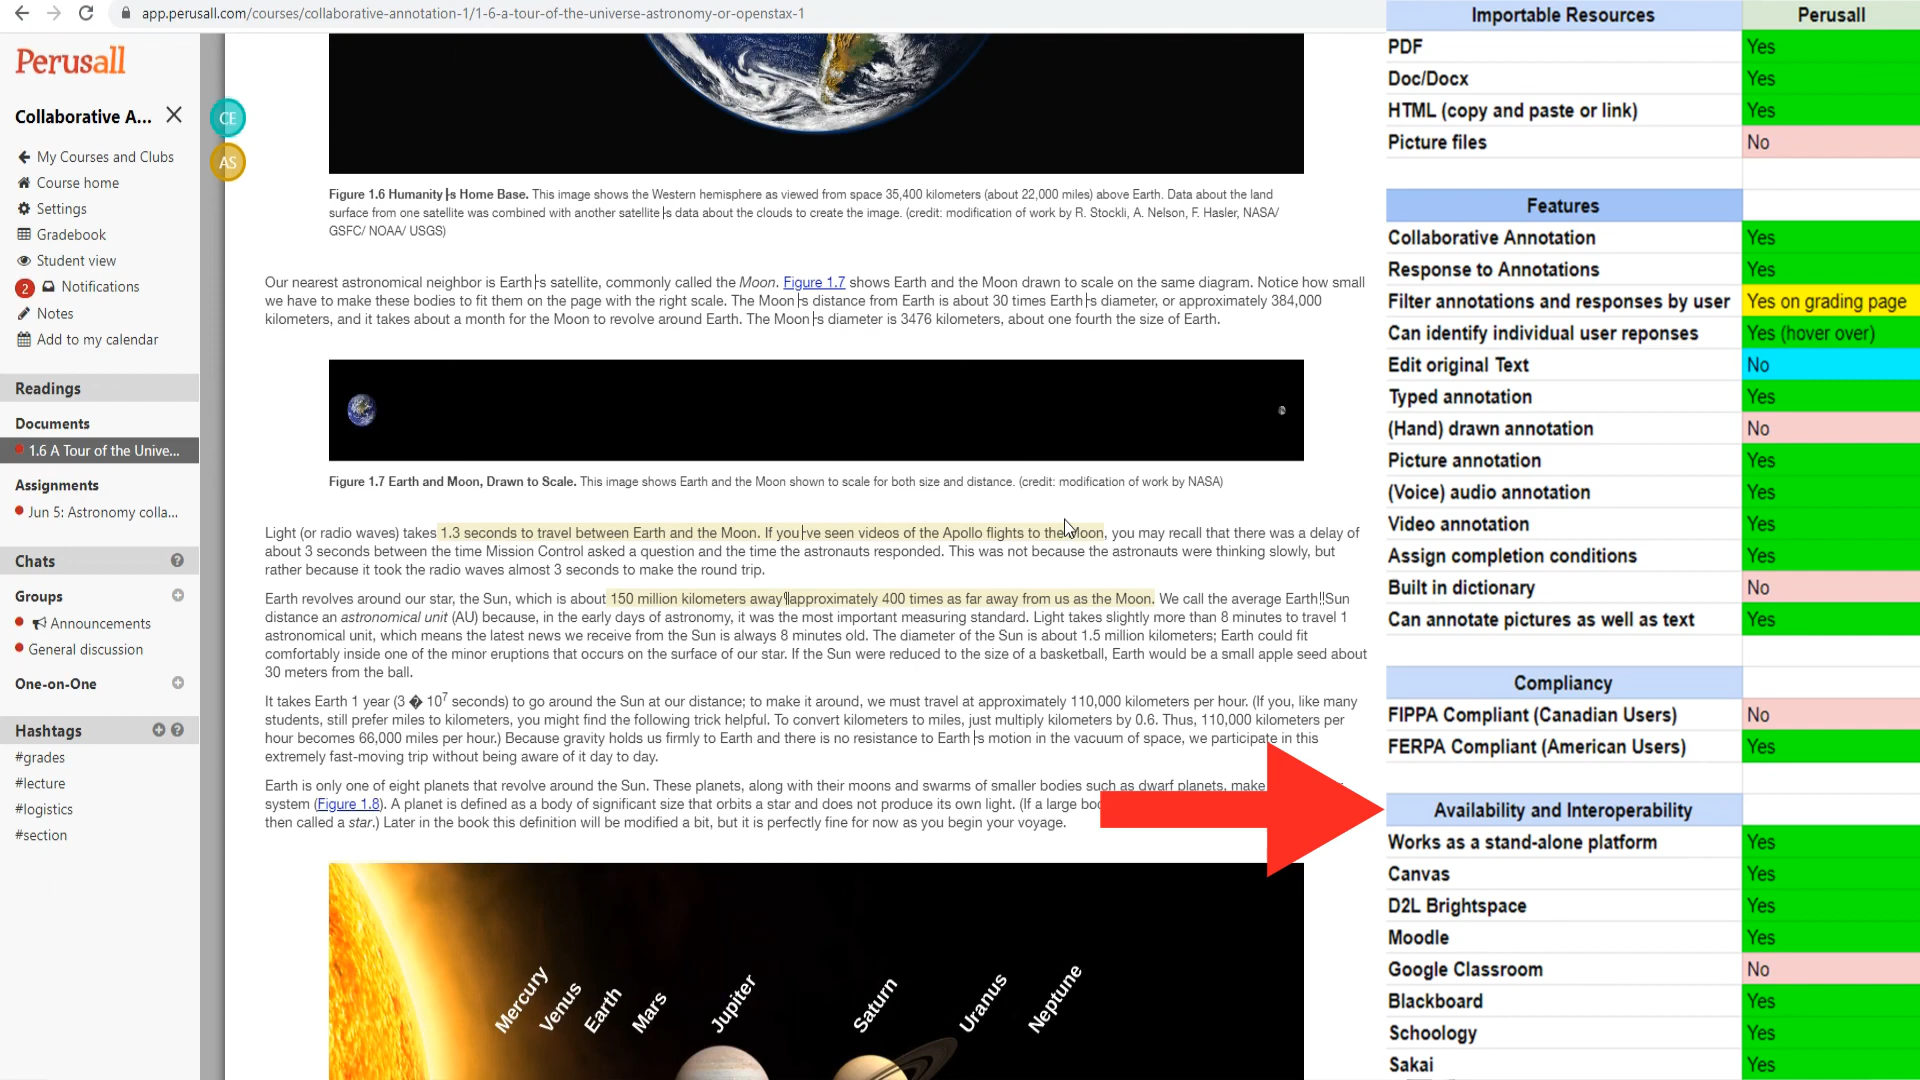 app.perusall.com/courses/collaborative-annotation-1/1-6-a-tour-of-the-universe-astronomy-or-openstax-1
Perusall
Collaborative A...
CE
AS
My Courses and Clubs
Course home
Settings
Gradebook
Student view
2 Notifications
Notes
Add to my calendar
Readings
Documents
1.6 A Tour of the Unive...
Assignments
Jun 5: Astronomy colla...
Chats
Groups
Announcements
General discussion
One-on-One
Hashtags
#grades
#lecture
#logistics
#section
Figure 1.6 Humanity|-s Home Base. This image shows the Western hemisphere as viewed from space 35,400 kilometers (about 22,000 miles) above Earth. Data about the land
surface from one satellite was combined with another satellite|-s data about the clouds to create the image. (credit: modification of work by R. Stockli, A. Nelson, F. Hasler, NASA/
GSFC/ NOAA/ USGS)
Our nearest astronomical neighbor is Earth|-s satellite, commonly called the Moon. Figure 1.7 shows Earth and the Moon drawn to scale on the same diagram. Notice how small
we have to make these bodies to fit them on the page with the right scale. The Moon|-s distance from Earth is about 30 times Earth|-s diameter, or approximately 384,000
kilometers, and it takes about a month for the Moon to revolve around Earth. The Moon|-s diameter is 3476 kilometers, about one fourth the size of Earth.
Figure 1.7 Earth and Moon, Drawn to Scale. This image shows Earth and the Moon shown to scale for both size and distance. (credit: modification of work by NASA)
Light (or radio waves) takes 1.3 seconds to travel between Earth and the Moon. If you|-ve seen videos of the Apollo flights to the Moon, you may recall that there was a delay of
about 3 seconds between the time Mission Control asked a question and the time the astronauts responded. This was not because the astronauts were thinking slowly, but
rather because it took the radio waves almost 3 seconds to make the round trip.
Earth revolves around our star, the Sun, which is about 150 million kilometers away¶approximately 400 times as far away from us as the Moon. We call the average Earth‼Sun
distance an astronomical unit (AU) because, in the early days of astronomy, it was the most important measuring standard. Light takes slightly more than 8 minutes to travel 1
astronomical unit, which means the latest news we receive from the Sun is always 8 minutes old. The diameter of the Sun is about 1.5 million kilometers; Earth could fit
comfortably inside one of the minor eruptions that occurs on the surface of our star. If the Sun were reduced to the size of a basketball, Earth would be a small apple seed about
30 meters from the ball.
It takes Earth 1 year (3 � 10⁷ seconds) to go around the Sun at our distance; to make it around, we must travel at approximately 110,000 kilometers per hour. (If you, like many
students, still prefer miles to kilometers, you might find the following trick helpful. To convert kilometers to miles, just multiply kilometers by 0.6. Thus, 110,000 kilometers per
hour becomes 66,000 miles per hour.) Because gravity holds us firmly to Earth and there is no resistance to Earth|-s motion in the vacuum of space, we participate in this
extremely fast-moving trip without being aware of it day to day.
Earth is only one of eight planets that revolve around the Sun. These planets, along with their moons and swarms of smaller bodies such as dwarf planets, make
system (Figure 1.8). A planet is defined as a body of significant size that orbits a star and does not produce its own light. (If a large
then called a star.) Later in the book this definition will be modified a bit, but it is perfectly fine for now as you begin your voyage.
Mercury
Venus
Earth
Mars
Jupiter
Saturn
Uranus
Neptune
Importable Resources Perusall
PDF Yes
Doc/Docx Yes
HTML (copy and paste or link) Yes
Picture files No
Features
Collaborative Annotation Yes
Response to Annotations Yes
Filter annotations and responses by user Yes on grading page
Can identify individual user reponses Yes (hover over)
Edit original Text No
Typed annotation Yes
(Hand) drawn annotation No
Picture annotation Yes
(Voice) audio annotation Yes
Video annotation Yes
Assign completion conditions Yes
Built in dictionary No
Can annotate pictures as well as text Yes
Compliancy
FIPPA Compliant (Canadian Users) No
FERPA Compliant (American Users) Yes
Availability and Interoperability
Works as a stand-alone platform Yes
Canvas Yes
D2L Brightspace Yes
Moodle Yes
Google Classroom No
Blackboard Yes
Schoology Yes
Sakai Yes